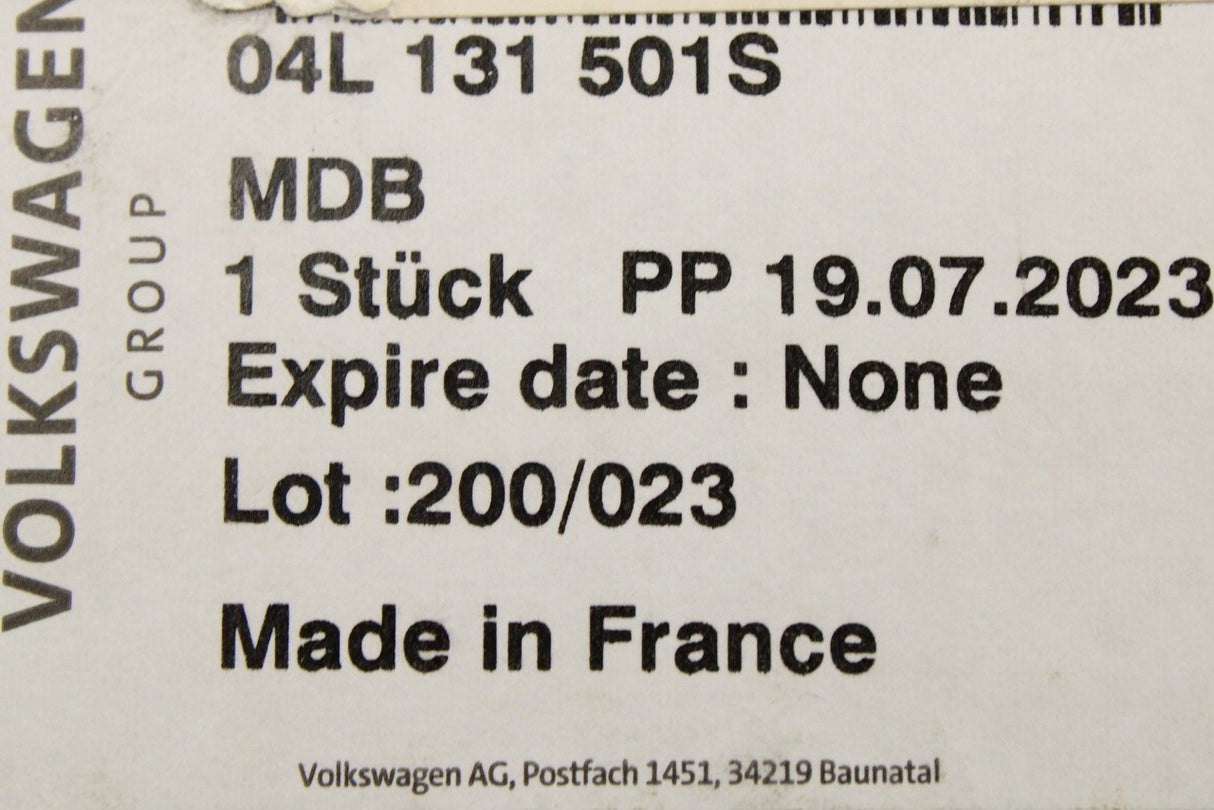 VOLKSWAGEN
GROUP
04L 131 501S
MDB
1 Stück PP 19.07.2023
Expire date : None
Lot :200/023
Made in France
Volkswagen AG, Postfach 1451, 34219 Baunatal